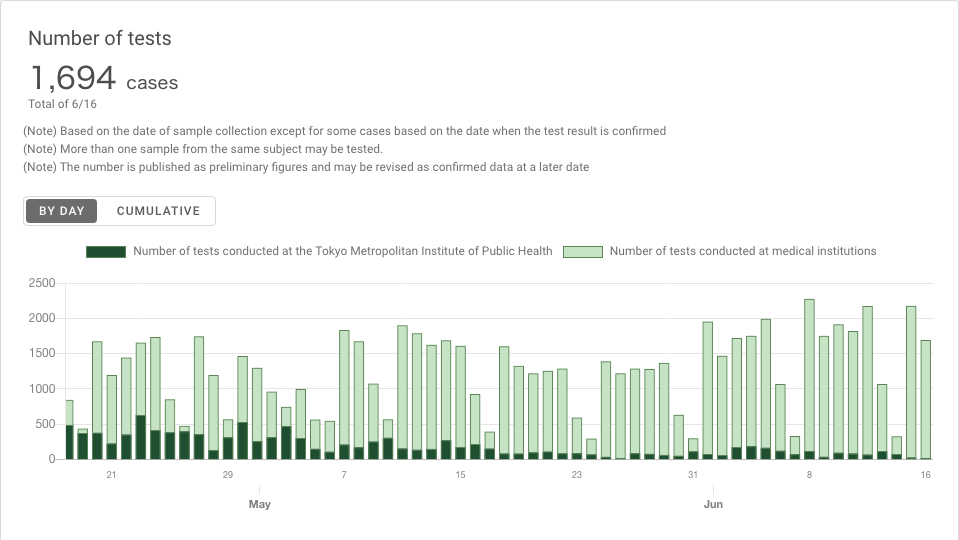 Number of tests
1,694 cases
Total of 6/16
(Note) Based on the date of sample collection except for some cases based on the date when the test result is confirmed
(Note) More than one sample from the same subject may be tested.
(Note) The number is published as preliminary figures and may be revised as confirmed data at a later date
BY DAY CUMULATIVE
Number of tests conducted at the Tokyo Metropolitan Institute of Public Health Number of tests conducted at medical institutions
2500
2000
1500
1000
500
0
21 29 7 15 23 31 8 16
May Jun